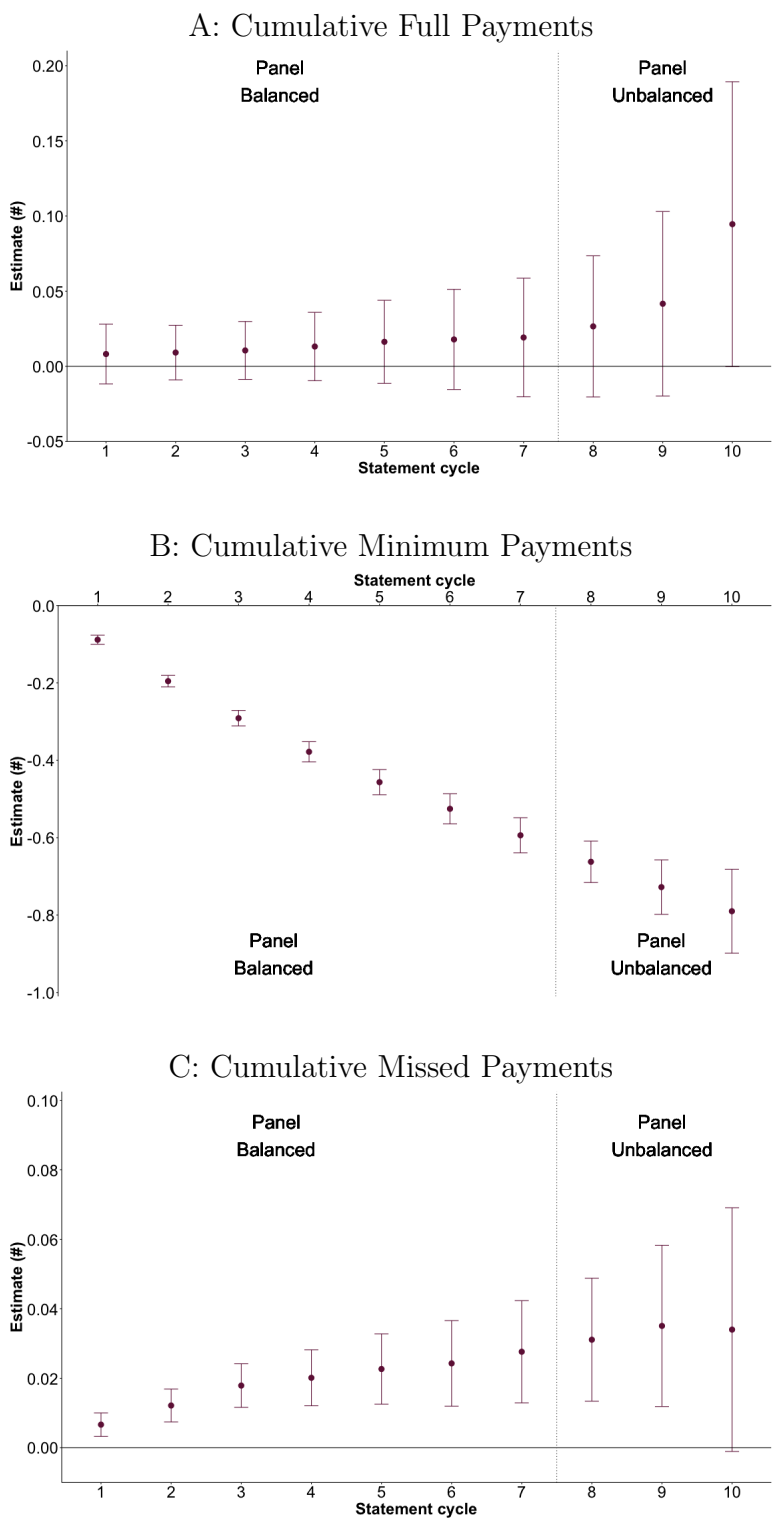 A: Cumulative Full Payments
0.20
Panel Panel
Balanced Unbalanced
0.15
0.10
Estimate (#)
0.05
0.00
-0.05
1 2 3 4 5 6 7 8 9 10
Statement cycle
B: Cumulative Minimum Payments
Statement cycle
1 2 3 4 5 6 7 8 9 10
0.0
-0.2
-0.4
Estimate (#)
-0.6
-0.8
Panel Panel
Balanced Unbalanced
-1.0
C: Cumulative Missed Payments
0.10
Panel Panel
Balanced Unbalanced
0.08
0.06
Estimate (#)
0.04
0.02
0.00
1 2 3 4 5 6 7 8 9 10
Statement cycle